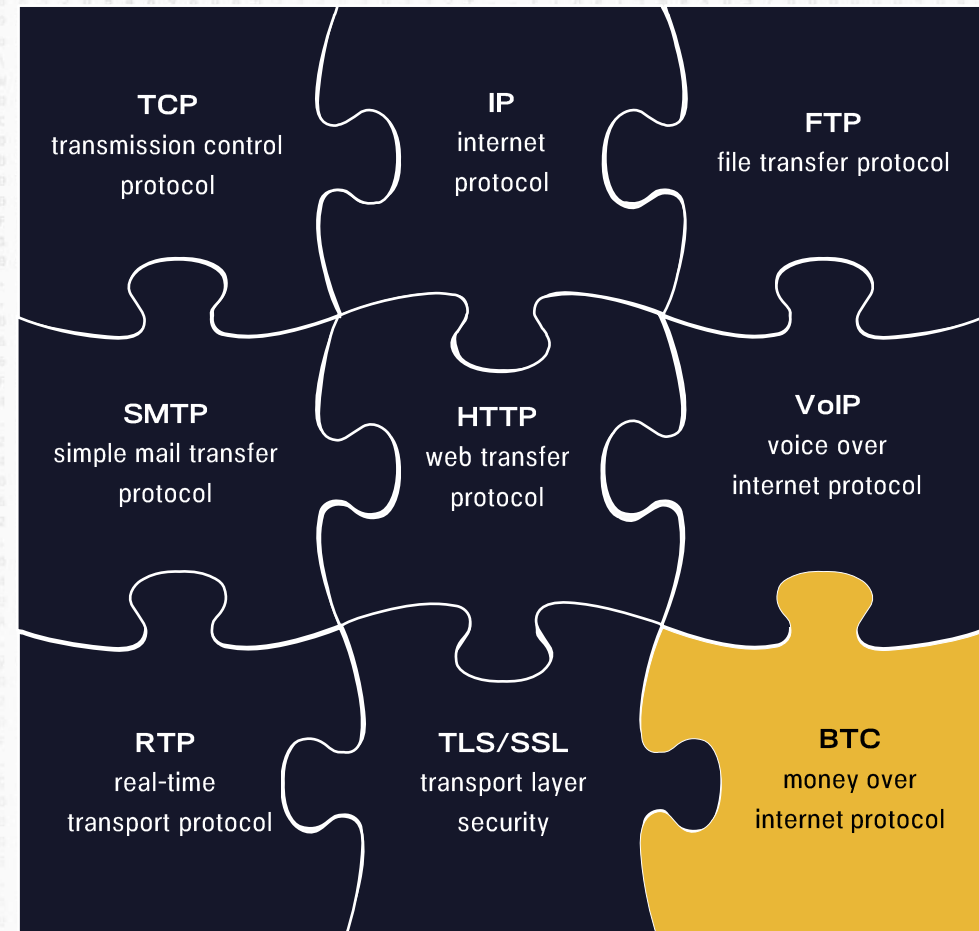 TCP
transmission control
protocol
IP
internet
protocol
FTP
file transfer protocol
SMTP
simple mail transfer
protocol
HTTP
web transfer
protocol
VoIP
voice over
internet protocol
RTP
real-time
transport protocol
TLS/SSL
transport layer
security
BTC
money over
internet protocol